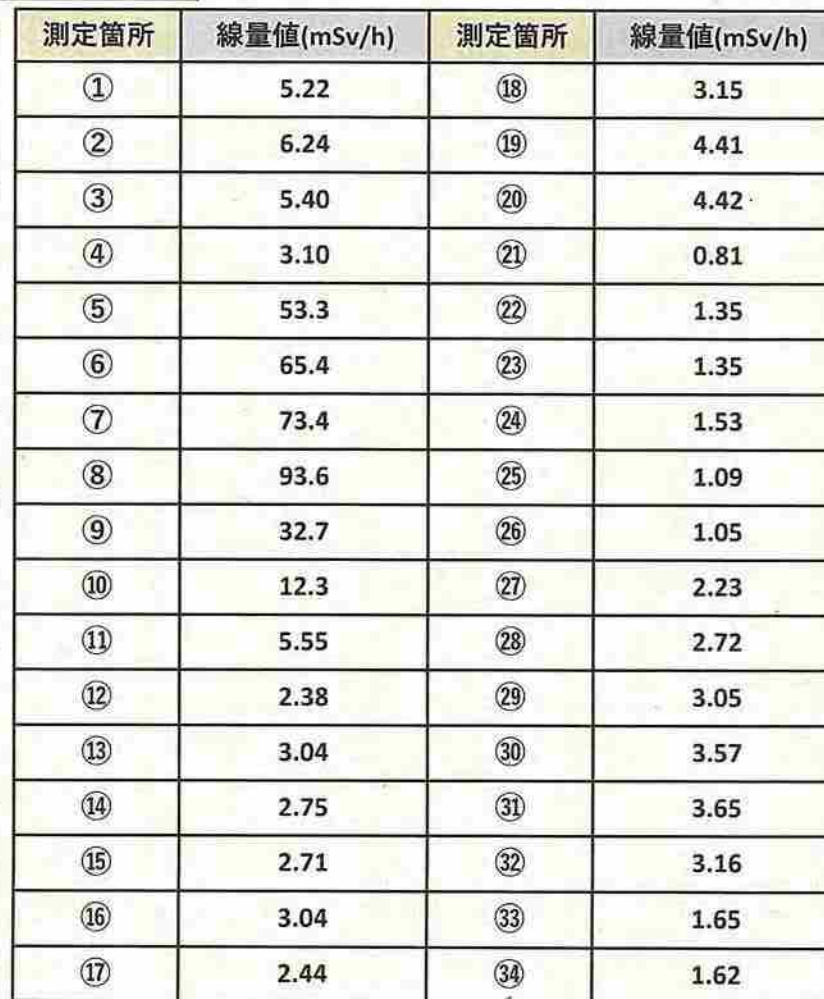 測定箇所 線量値(mSv/h) 測定箇所 線量値(mSv/h)
① 5.22 ⑱ 3.15
② 6.24 ⑲ 4.41
③ 5.40 ⑳ 4.42
④ 3.10 ㉑ 0.81
⑤ 53.3 ㉒ 1.35
⑥ 65.4 ㉓ 1.35
⑦ 73.4 ㉔ 1.53
⑧ 93.6 ㉕ 1.09
⑨ 32.7 ㉖ 1.05
⑩ 12.3 ㉗ 2.23
⑪ 5.55 ㉘ 2.72
⑫ 2.38 ㉙ 3.05
⑬ 3.04 ㉚ 3.57
⑭ 2.75 ㉛ 3.65
⑮ 2.71 ㉜ 3.16
⑯ 3.04 ㉝ 1.65
⑰ 2.44 ㉞ 1.62